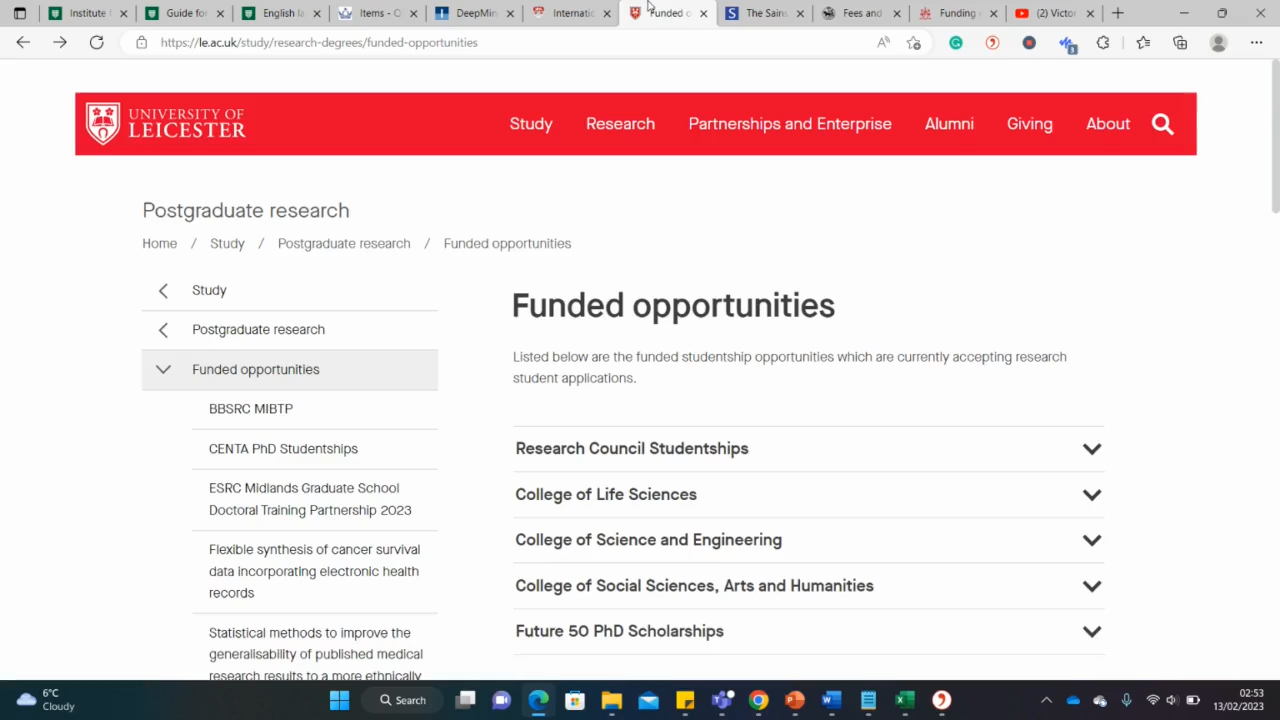 Institute f
Guide for
English la
Items - C
DeepMin
Internatic
Funded o
The Sains
Fees and
Funding
(2) Victor
https://le.ac.uk/study/research-degrees/funded-opportunities
UNIVERSITY OF
LEICESTER
Study
Research
Partnerships and Enterprise
Alumni
Giving
About
Postgraduate research
Home / Study / Postgraduate research / Funded opportunities
Study
Postgraduate research
Funded opportunities
BBSRC MIBTP
CENTA PhD Studentships
ESRC Midlands Graduate School
Doctoral Training Partnership 2023
Flexible synthesis of cancer survival
data incorporating electronic health
records
Statistical methods to improve the
generalisability of published medical
research results to a more ethnically
Funded opportunities
Listed below are the funded studentship opportunities which are currently accepting research
student applications.
Research Council Studentships
College of Life Sciences
College of Science and Engineering
College of Social Sciences, Arts and Humanities
Future 50 PhD Scholarships
6°C
Cloudy
Search
02:53
13/02/2023